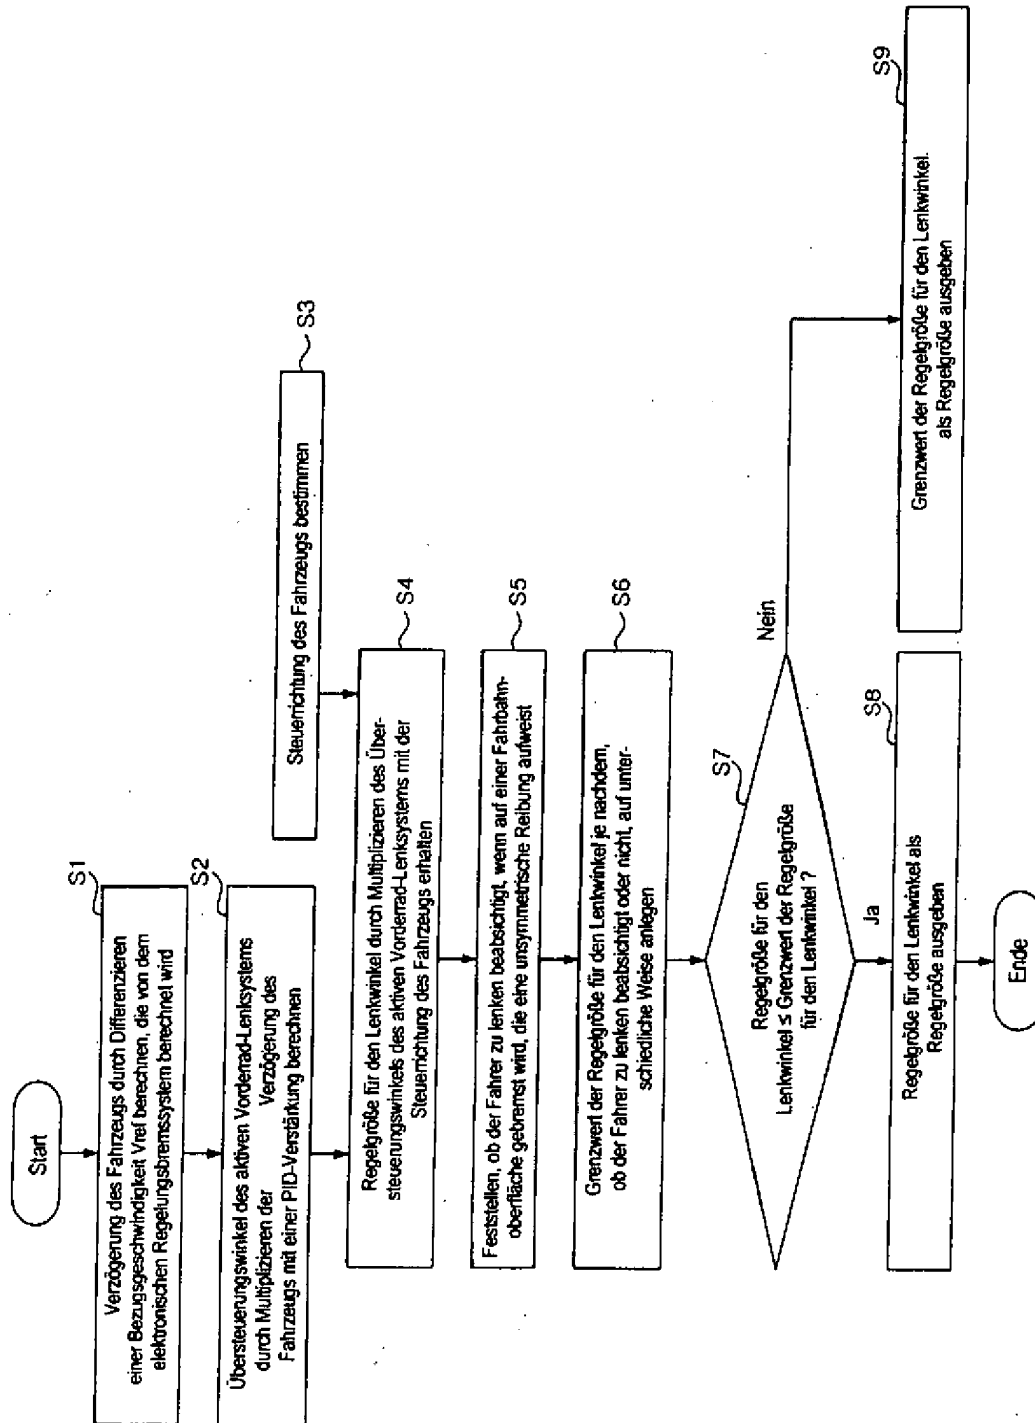 Start
S1
Verzögerung des Fahrzeugs durch Differenzieren
einer Bezugsgeschwindigkeit Vref berechnen, die von dem
elektronischen Regelungsbremssystem berechnet wird
S2
Übersteuerungswinkel des aktiven Vorderrad-Lenksystems
durch Multiplizieren der Verzögerung des
Fahrzeugs mit einer PID-Verstärkung berechnen
S3
Steuerrichtung des Fahrzeugs bestimmen
S4
Regelgröße für den Lenkwinkel durch Multiplizieren des Über-
steuerungswinkels des aktiven Vorderrad-Lenksystems mit der
Steuerrichtung des Fahrzeugs erhalten
S5
Feststellen, ob der Fahrer zu lenken beabsichtigt, wenn auf einer Fahrbahn-
oberfläche gebremst wird, die eine unsymmetrische Reibung aufweist
S6
Grenzwert der Regelgröße für den Lenkwinkel je nachdem,
ob der Fahrer zu lenken beabsichtigt oder nicht, auf unter-
schiedliche Weise anlegen
S7
Regelgröße für den
Lenkwinkel ≤ Grenzwert der Regelgröße
für den Lenkwinkel ?
Nein
Ja
S8
Regelgröße für den Lenkwinkel als
Regelgröße ausgeben
S9
Grenzwert der Regelgröße für den Lenkwinkel.
als Regelgröße ausgeben
Ende